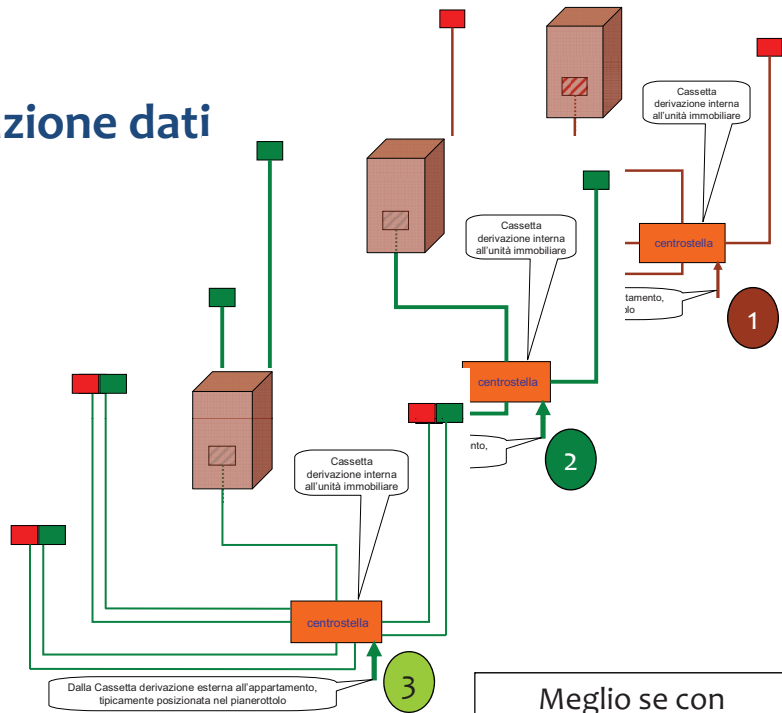 zione dati
Cassetta
derivazione interna
all'unità immobiliare
centrostella
tamento,
olo
1
Cassetta
derivazione interna
all'unità immobiliare
centrostella
nto,
2
Cassetta
derivazione interna
all'unità immobiliare
centrostella
Dalla Cassetta derivazione esterna all'appartamento,
tipicamente posizionata nel pianerottolo
3
Meglio se con